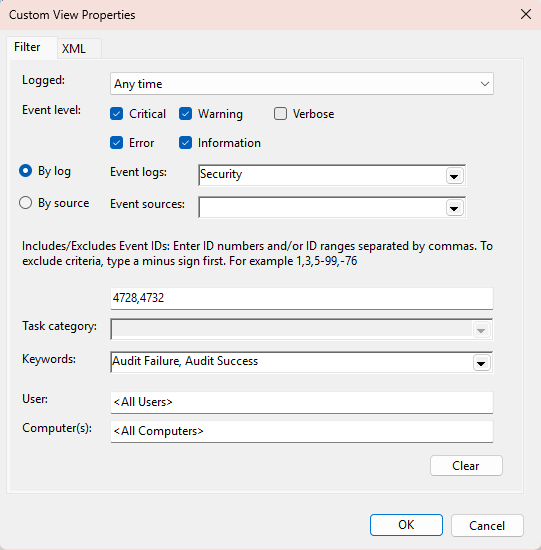 Custom View Properties
Filter XML
Logged: Any time
Event level: Critical Warning Verbose
Error Information
By log Event logs: Security
By source Event sources:
Includes/Excludes Event IDs: Enter ID numbers and/or ID ranges separated by commas. To
exclude criteria, type a minus sign first. For example 1,3,5-99,-76
4728,4732
Task category:
Keywords: Audit Failure, Audit Success
User: <All Users>
Computer(s): <All Computers>
Clear
OK Cancel